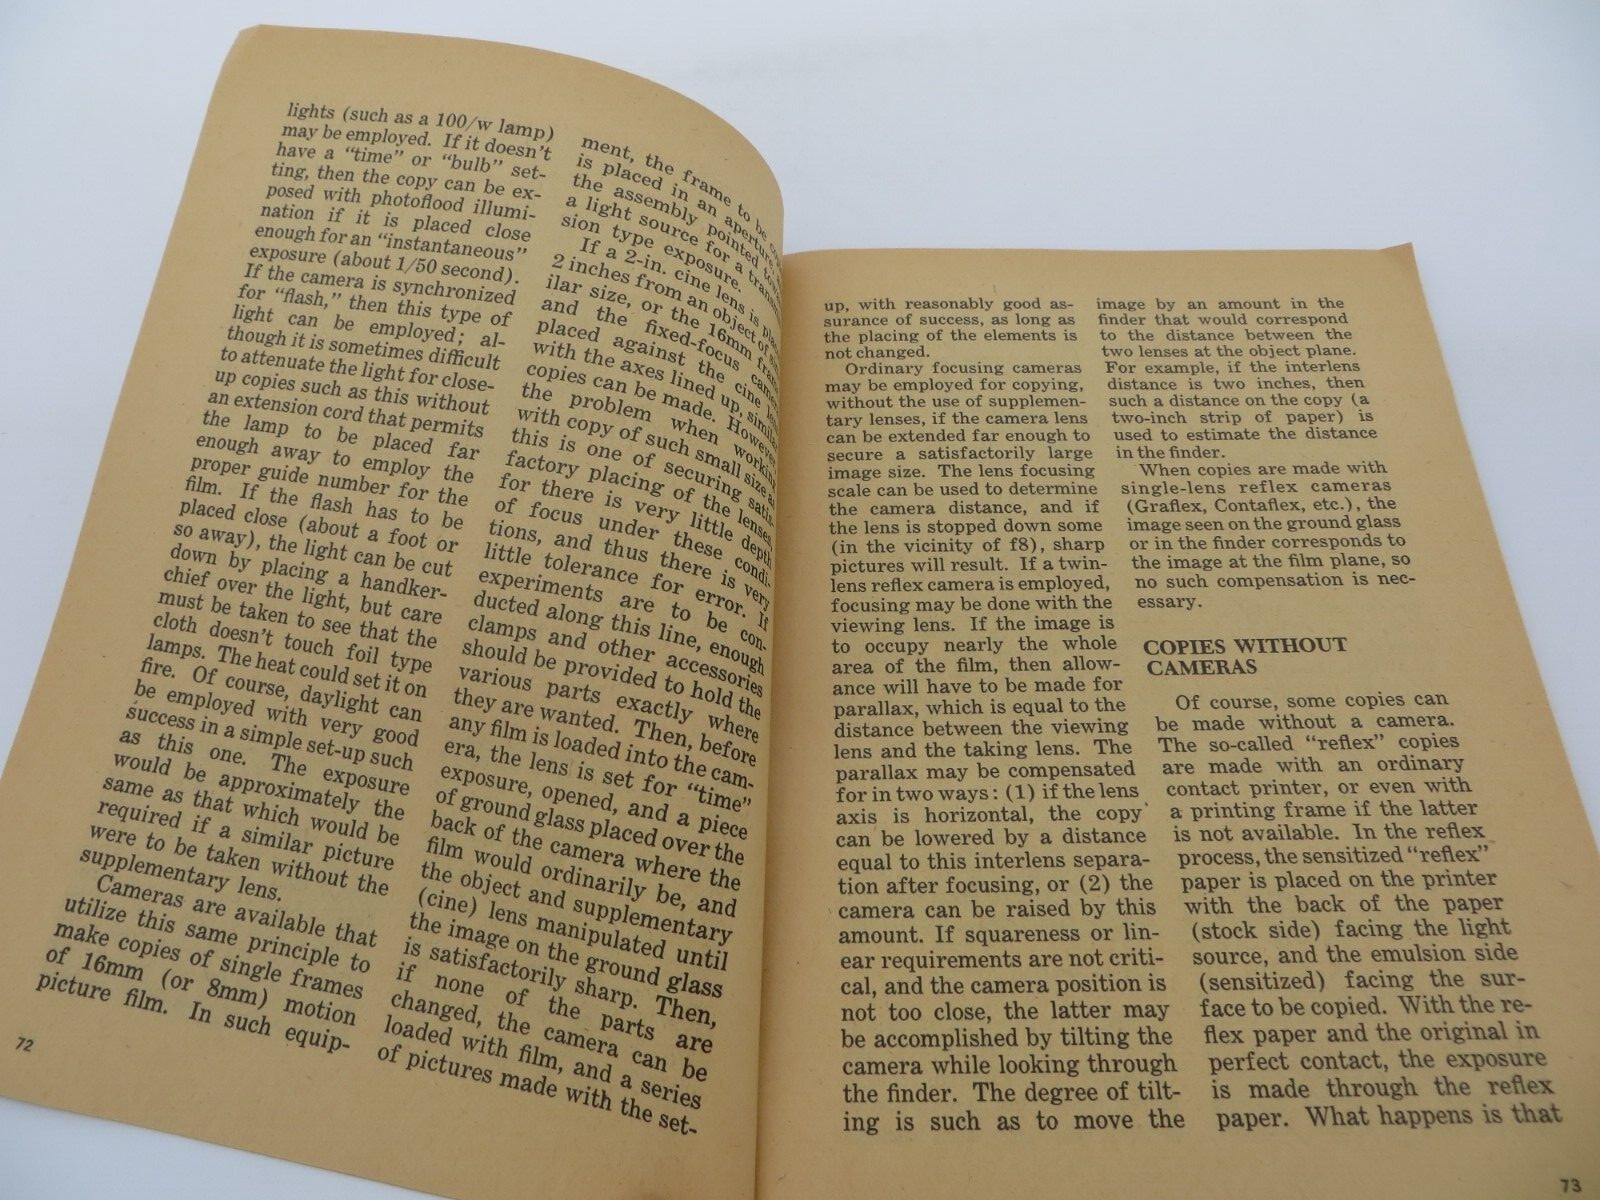 lights (such as a 100/w lamp)
may be employed. If it doesn't
have a "time" or "bulb" set-
ting, then the copy can be ex-
posed with photoflood illumi-
nation if it is placed close
enough for an "instantaneous"
exposure (about 1/50 second).
If the camera is synchronized
for "flash," then this type of
light can be employed; al-
though it is sometimes difficult
to attenuate the light for close-
up copies such as this without
an extension cord that permits
the lamp to be placed far
enough away to employ the
proper guide number for the
film. If the flash has to be
placed close (about a foot or
so away), the light can be cut
down by placing a handker-
chief over the light, but care
must be taken to see that the
cloth doesn't touch foil type
lamps. The heat could set it on
fire. Of course, daylight can
be employed with very good
success in a simple set-up such
as this one. The exposure
would be approximately the
same as that which would be
required if a similar picture
were to be taken without the
supplementary lens.
Cameras are available that
utilize this same principle to
make copies of single frames
of 16mm (or 8mm) motion
picture film. In such equip-
72
ment, the frame to be
is placed in an aperture,
the assembly pointed
a light source for a
sion type exposure.
If a 2-in. cine lens is
2 inches from an object of
ilar size, or the 16mm
and the fixed-focus
placed against the cine
with the axes lined up, similar
copies can be made. However,
the problem when working
with copy of such small size as
this is one of securing satis-
factory placing of the lenses,
for there is very little depth
of focus under these condi-
tions, and thus there is very
little tolerance for error. If
experiments are to be con-
ducted along this line, enough
clamps and other accessories
should be provided to hold the
various parts exactly where
they are wanted. Then, before
any film is loaded into the cam-
era, the lens is set for "time"
exposure, opened, and a piece
of ground glass placed over the
back of the camera where the
film would ordinarily be, and
the object and supplementary
(cine) lens manipulated until
the image on the ground glass
is satisfactorily sharp. Then,
if none of the parts are
changed, the camera can be
loaded with film, and a series
of pictures made with the set-
up, with reasonably good as-
surance of success, as long as
the placing of the elements is
not changed.
Ordinary focusing cameras
may be employed for copying,
without the use of supplemen-
tary lenses, if the camera lens
can be extended far enough to
secure a satisfactorily large
image size. The lens focusing
scale can be used to determine
the camera distance, and if
the lens is stopped down some
(in the vicinity of f8), sharp
pictures will result. If a twin-
lens reflex camera is employed,
focusing may be done with the
viewing lens. If the image is
to occupy nearly the whole
area of the film, then allow-
ance will have to be made for
parallax, which is equal to the
distance between the viewing
lens and the taking lens. The
parallax may be compensated
for in two ways: (1) if the lens
axis is horizontal, the copy
can be lowered by a distance
equal to this interlens separa-
tion after focusing, or (2) the
camera can be raised by this
amount. If squareness or lin-
ear requirements are not criti-
cal, and the camera position is
not too close, the latter may
be accomplished by tilting the
camera while looking through
the finder. The degree of tilt-
ing is such as to move the
image by an amount in the
finder that would correspond
to the distance between the
two lenses at the object plane.
For example, if the interlens
distance is two inches, then
such a distance on the copy (a
two-inch strip of paper) is
used to estimate the distance
in the finder.
When copies are made with
single-lens reflex cameras
(Graflex, Contaflex, etc.), the
image seen on the ground glass
or in the finder corresponds to
the image at the film plane, so
no such compensation is nec-
essary.
COPIES WITHOUT
CAMERAS
Of course, some copies can
be made without a camera.
The so-called "reflex" copies
are made with an ordinary
contact printer, or even with
a printing frame if the latter
is not available. In the reflex
process, the sensitized "reflex"
paper is placed on the printer
with the back of the paper
(stock side) facing the light
source, and the emulsion side
(sensitized) facing the sur-
face to be copied. With the re-
flex paper and the original in
perfect contact, the exposure
is made through the reflex
paper. What happens is that
73